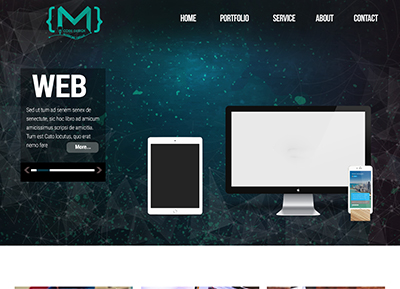 {M}
HOME PORTFOLIO SERVICE ABOUT CONTACT
WEB
Sed ut tum ad senem senex de
senectute, sic hoc libro ad amicum
amicissimus scripsi de amicitia.
Tum est Cato locutus, quo erat
nemo fere
More...